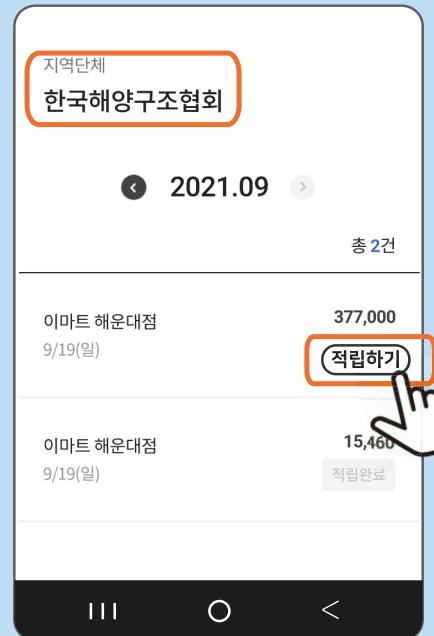 지역단체
한국해양구조협회
2021.09
총 2건
이마트 해운대점
377,000
9/19(일)
적립하기
이마트 해운대점
15,460
9/19(일)
적립완료